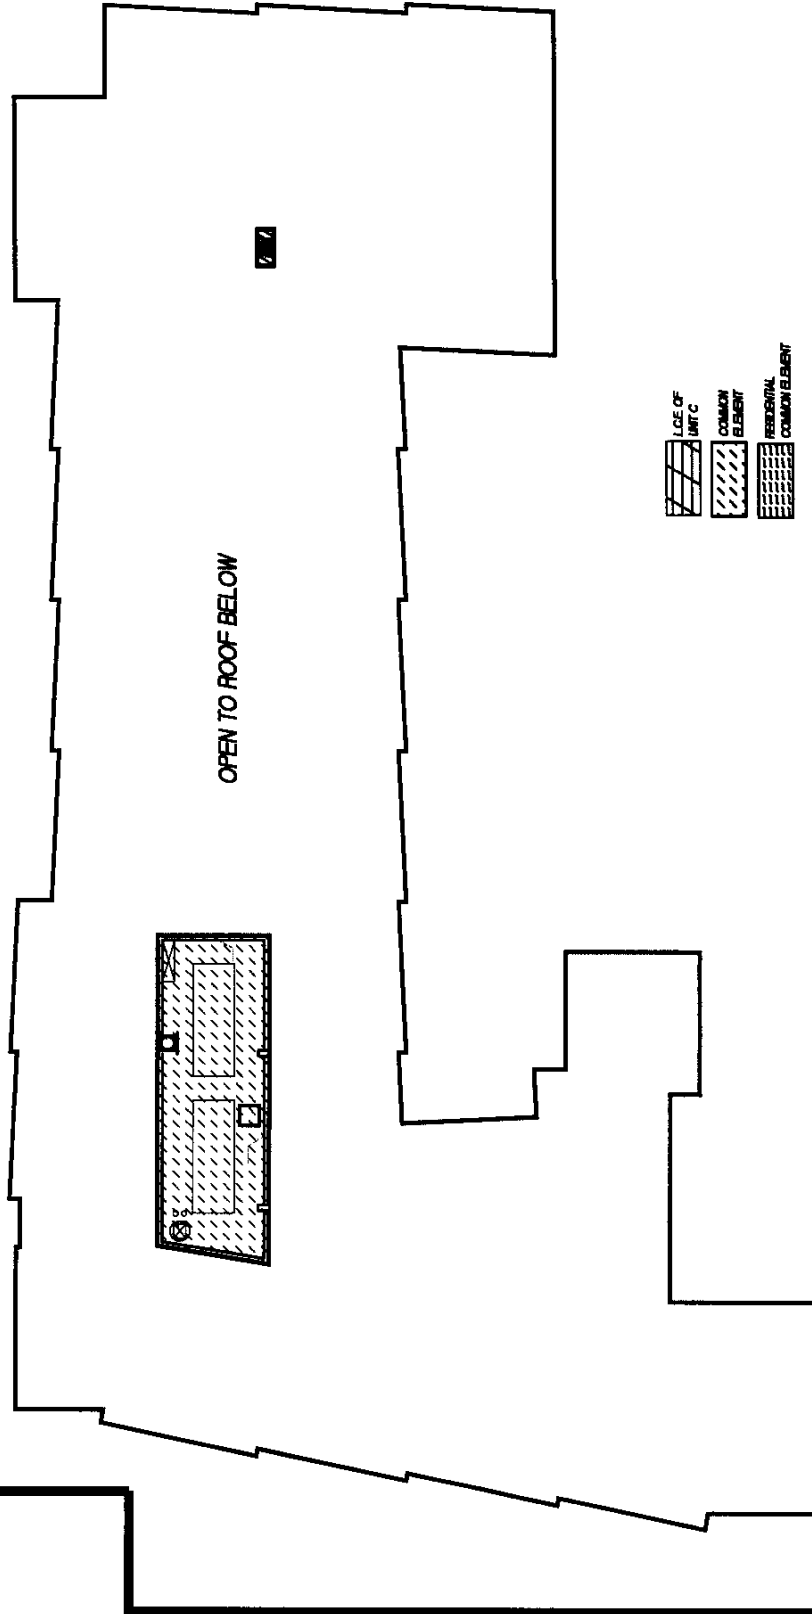 OPEN TO ROOF BELOW
L.C.E. OF
UNIT C
COMMON
ELEMENT
RESIDENTIAL
COMMON ELEMENT